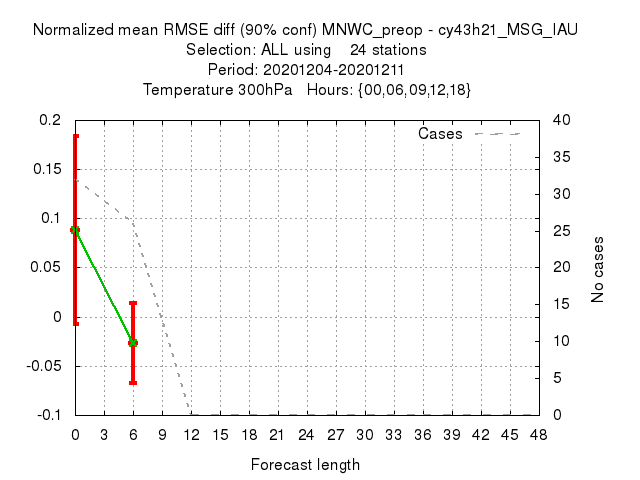 Normalized mean RMSE diff (90% conf) MNWC_preop - cy43h21_MSG_IAU
Selection: ALL using 24 stations
Period: 20201204-20201211
Temperature 300hPa Hours: {00,06,09,12,18}
Cases
0.2
0.15
0.1
0.05
0
-0.05
-0.1
40
35
30
25
20
15
10
5
0
No cases
0 3 6 9 12 15 18 21 24 27 30 33 36 39 42 45 48
Forecast length